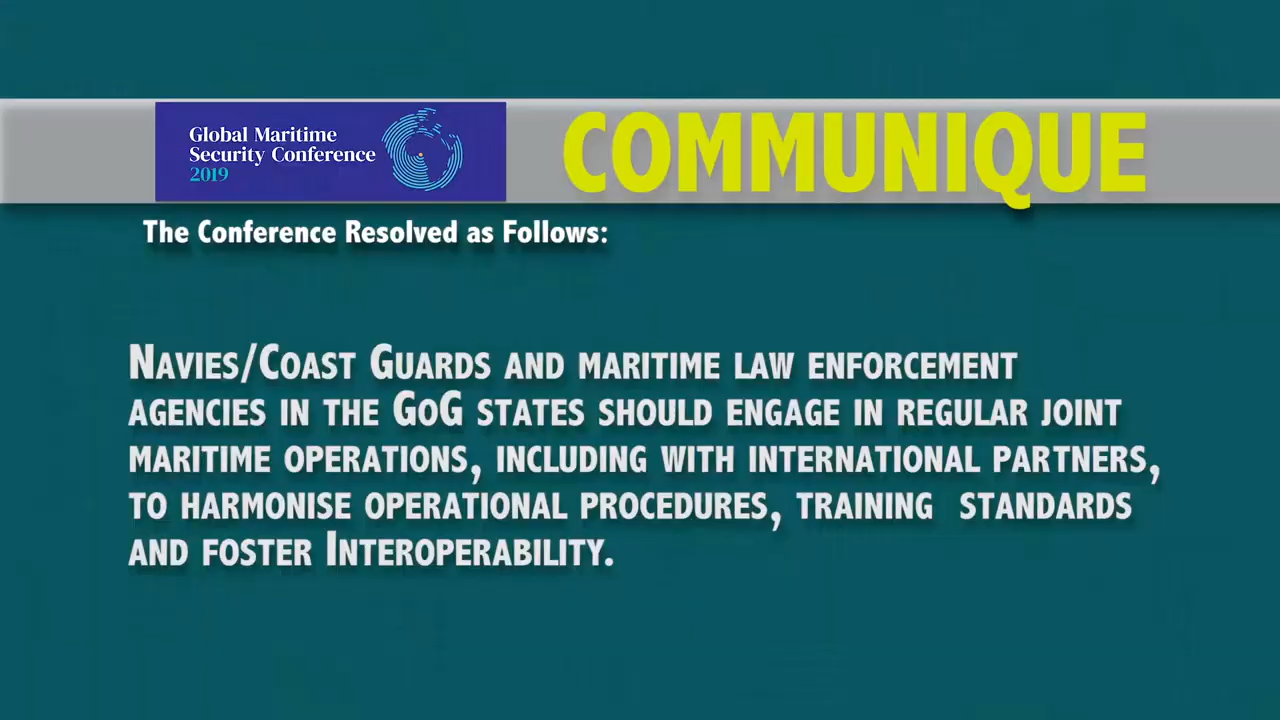 Global Maritime
Security Conference
2019
COMMUNIQUE
The Conference Resolved as Follows:
Navies/Coast Guards and maritime law enforcement
agencies in the GoG states should engage in regular joint
maritime operations, including with international partners,
to harmonise operational procedures, training standards
and foster Interoperability.